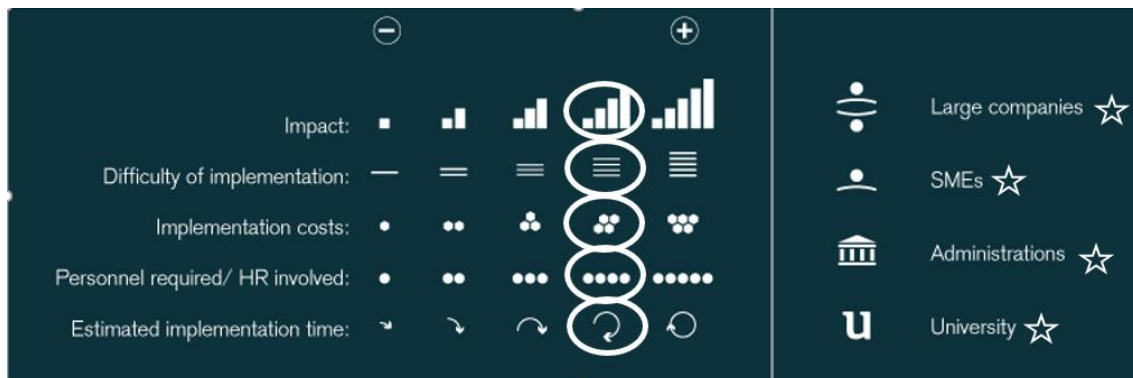 Impact:
Difficulty of implementation:
Implementation costs:
Personnel required/ HR involved:
Estimated implementation time:
Large companies
SMEs
Administrations
u University